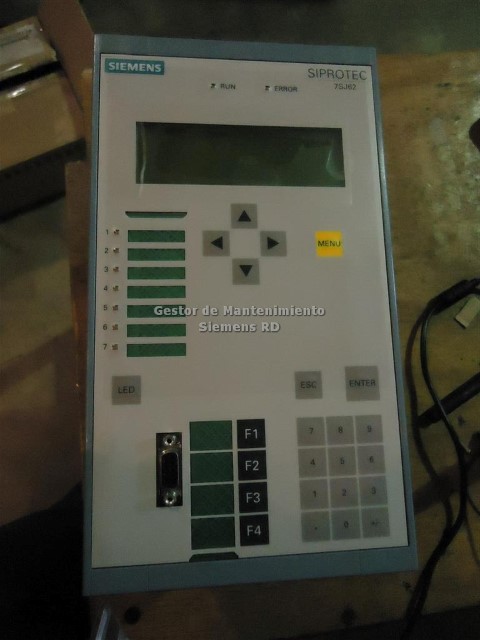 SIEMENS
SIPROTEC
7SJ62
RUN
ERROR
MENU
1
2
3
4
5
6
7
Gestor de Mantenimiento
Siemens RD
LED
ESC
ENTER
F1
F2
F3
F4
7 8 9
4 5 6
1 2 3
. 0 +/-